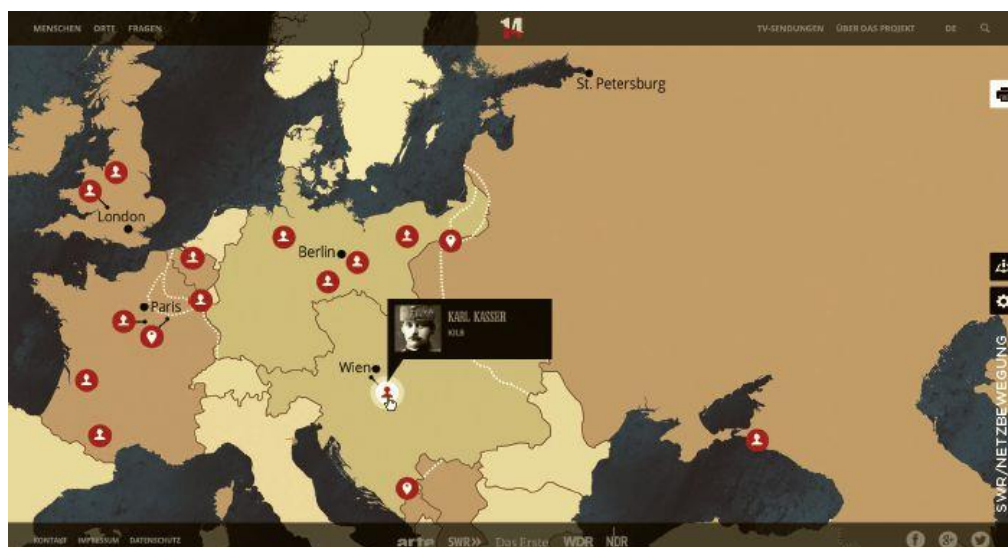 MENSCHEN ORTE FRAGEN
14
TV-SENDUNGEN ÜBER DAS PROJEKT DE
St. Petersburg
London
Berlin
Paris
KARL KASSER
KILB
Wien
SWR/NETZBEWEGUNG
KONTAKT IMPRESSUM DATENSCHUTZ
arte SWR» Das Erste WDR NDR